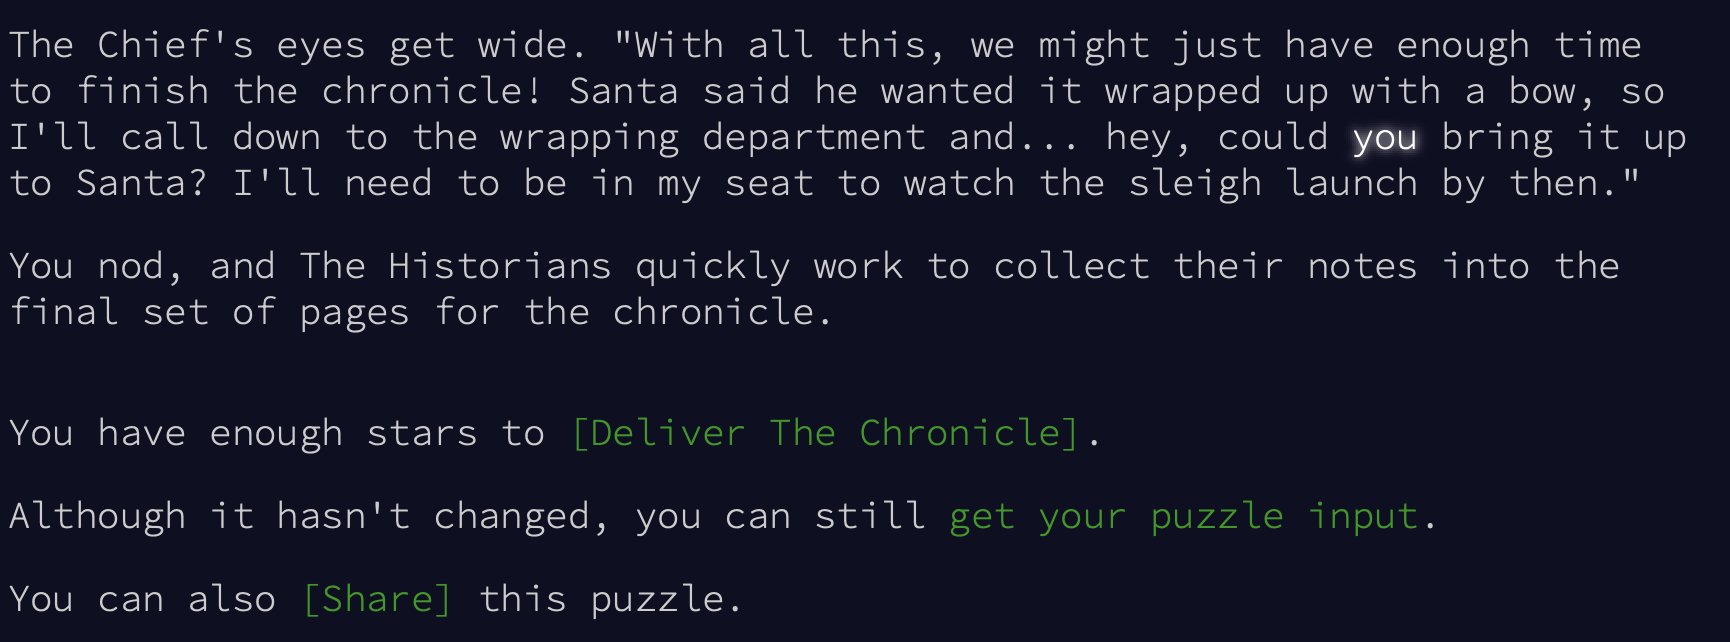 The Chief's eyes get wide. "With all this, we might just have enough time
to finish the chronicle! Santa said he wanted it wrapped up with a bow, so
I'll call down to the wrapping department and... hey, could you bring it up
to Santa? I'll need to be in my seat to watch the sleigh launch by then."
You nod, and The Historians quickly work to collect their notes into the
final set of pages for the chronicle.
You have enough stars to [Deliver The Chronicle].
Although it hasn't changed, you can still get your puzzle input.
You can also [Share] this puzzle.